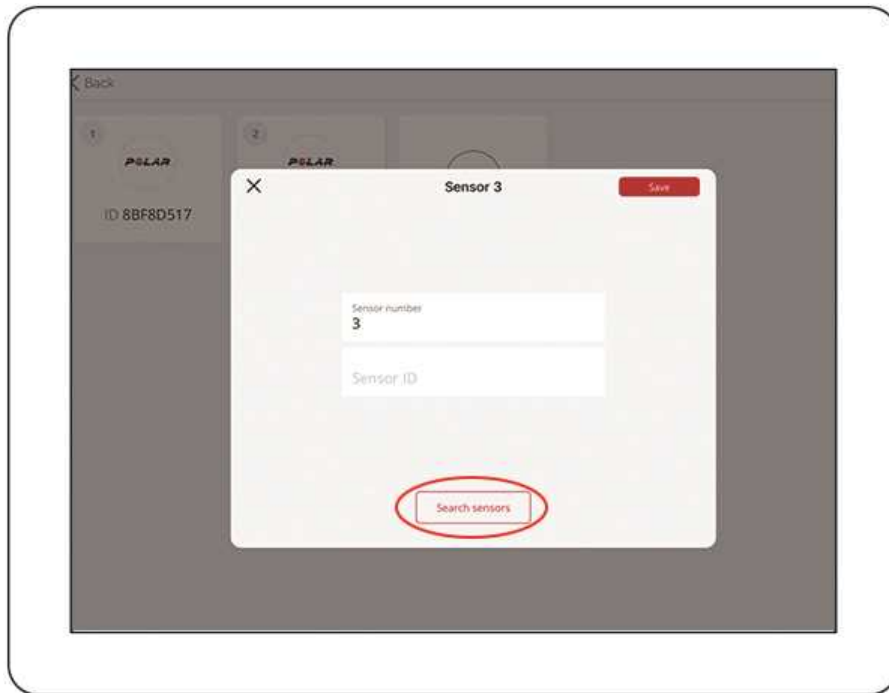 Back
1
POLAR
ID 8BF8D517
2
POLAR
Sensor 3
Save
Sensor number
3
Sensor ID
Search sensors